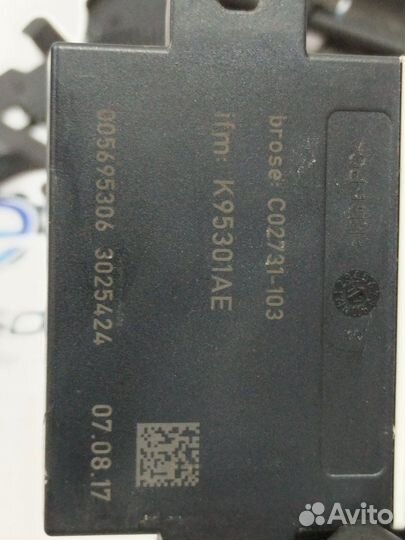 brose: C02731-103
ifm: K95301AE
005695306 3025424 07.08.17
Avito